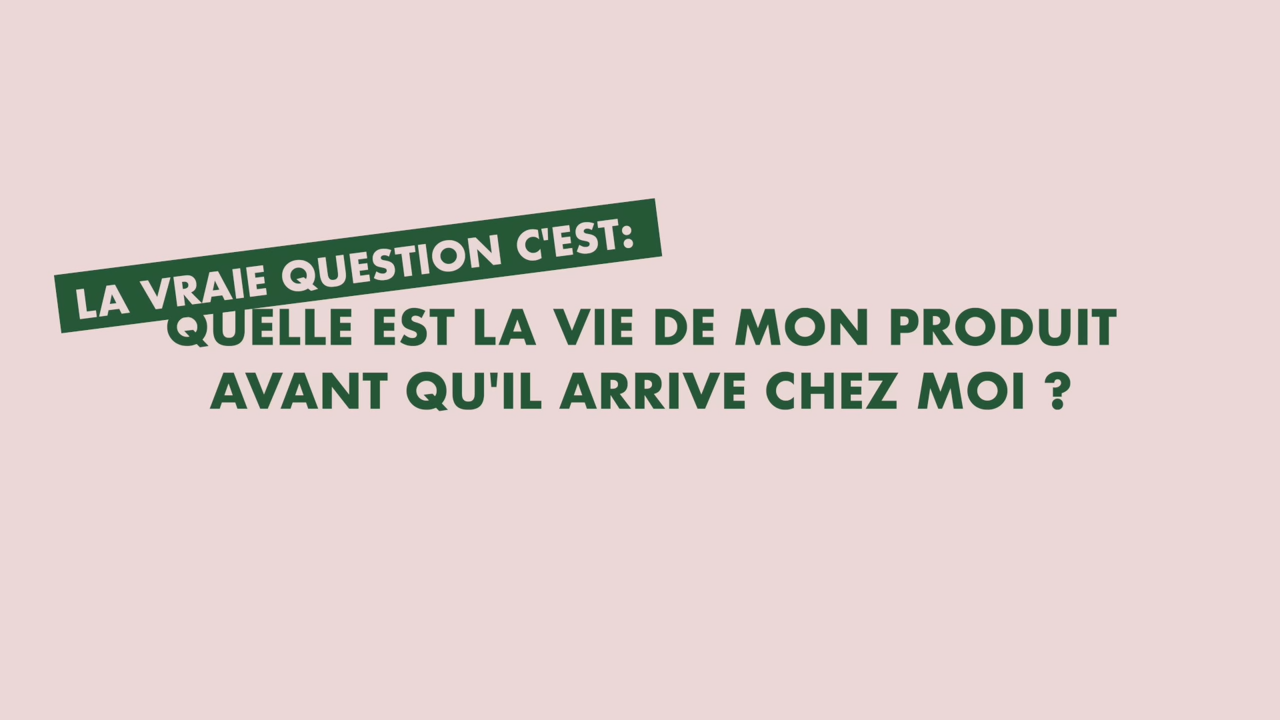 LA VRAIE QUESTION C'EST:
QUELLE EST LA VIE DE MON PRODUIT
AVANT QU'IL ARRIVE CHEZ MOI ?